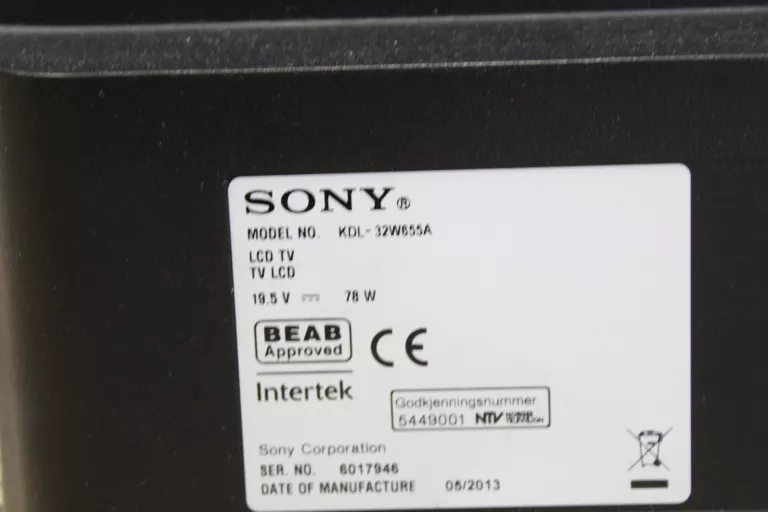 SONY®
MODEL NO. KDL-32W655A
LCD TV
TV LCD
19.5 V 78 W
BEAB
Approved
CE
Intertek
Godkjenningsnummer
5449001 NTV
Sony Corporation
SER. NO. 6017946
DATE OF MANUFACTURE 05/2013